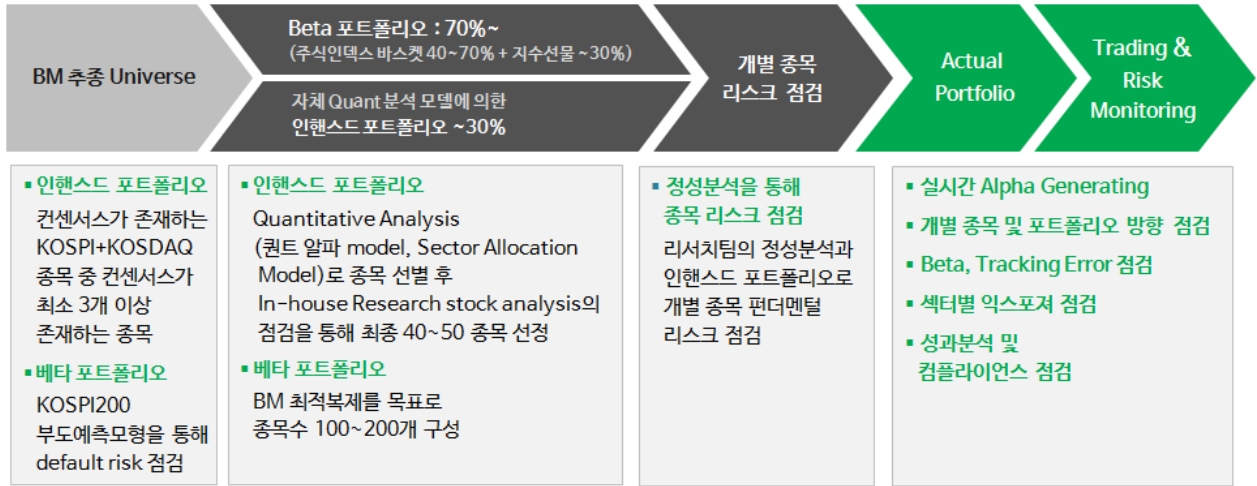 BM 추종 Universe
Beta 포트폴리오 : 70%~
(주식인덱스 바스켓 40~70% + 지수선물 ~30%)
자체 Quant 분석 모델에 의한
인핸스드 포트폴리오 ~30%
개별 종목
리스크 점검
Actual
Portfolio
Trading &
Risk
Monitoring
▪ 인핸스드 포트폴리오
컨센서스가 존재하는
KOSPI+KOSDAQ
종목 중 컨센서스가
최소 3개 이상
존재하는 종목
▪ 베타 포트폴리오
KOSPI200
부도예측모형을 통해
default risk 점검
▪ 인핸스드 포트폴리오
Quantitative Analysis
(퀀트 알파 model, Sector Allocation
Model)로 종목 선별 후
In-house Research stock analysis의
점검을 통해 최종 40~50 종목 선정
▪ 베타 포트폴리오
BM 최적복제를 목표로
종목수 100~200개 구성
▪ 정성분석을 통해
종목 리스크 점검
리서치팀의 정성분석과
인핸스드 포트폴리오로
개별 종목 펀더멘털
리스크 점검
▪ 실시간 Alpha Generating
▪ 개별 종목 및 포트폴리오 방향 점검
▪ Beta, Tracking Error 점검
▪ 섹터별 익스포져 점검
▪ 성과분석 및
컴플라이언스 점검